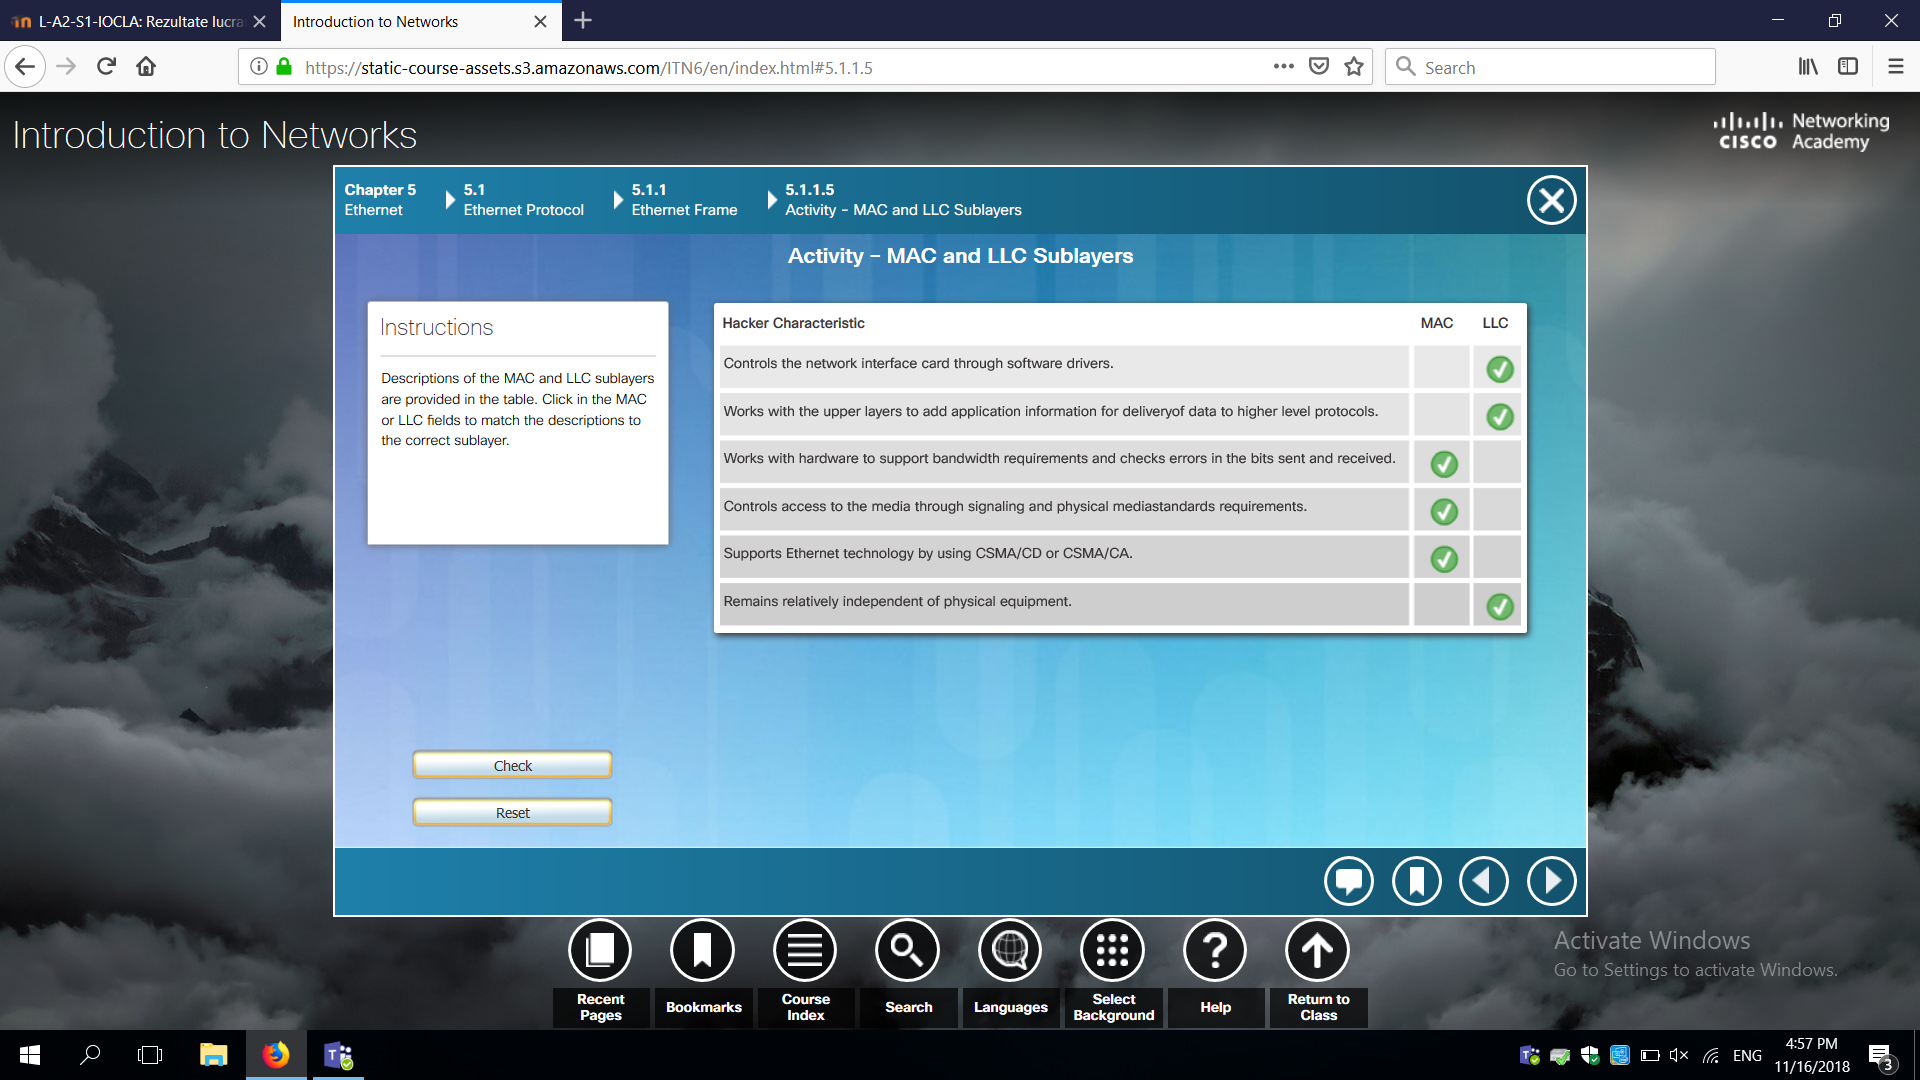 L-A2-S1-IOCLA: Rezultate lucra
Introduction to Networks
https://static-course-assets.s3.amazonaws.com/ITN6/en/index.html#5.1.1.5
Search
Introduction to Networks
Networking
CISCO Academy
Chapter 5
Ethernet
5.1
Ethernet Protocol
5.1.1
Ethernet Frame
5.1.1.5
Activity - MAC and LLC Sublayers
Activity - MAC and LLC Sublayers
Instructions
Descriptions of the MAC and LLC sublayers
are provided in the table. Click in the MAC
or LLC fields to match the descriptions to
the correct sublayer.
Hacker Characteristic MAC LLC
Controls the network interface card through software drivers.
Works with the upper layers to add application information for deliveryof data to higher level protocols.
Works with hardware to support bandwidth requirements and checks errors in the bits sent and received.
Controls access to the media through signaling and physical mediastandards requirements.
Supports Ethernet technology by using CSMA/CD or CSMA/CA.
Remains relatively independent of physical equipment.
Check
Reset
Activate Windows
Go to Settings to activate Windows.
Recent
Pages
Bookmarks
Course
Index
Search
Languages
Select
Background
Help
Return to
Class
ENG
4:57 PM
11/16/2018
3